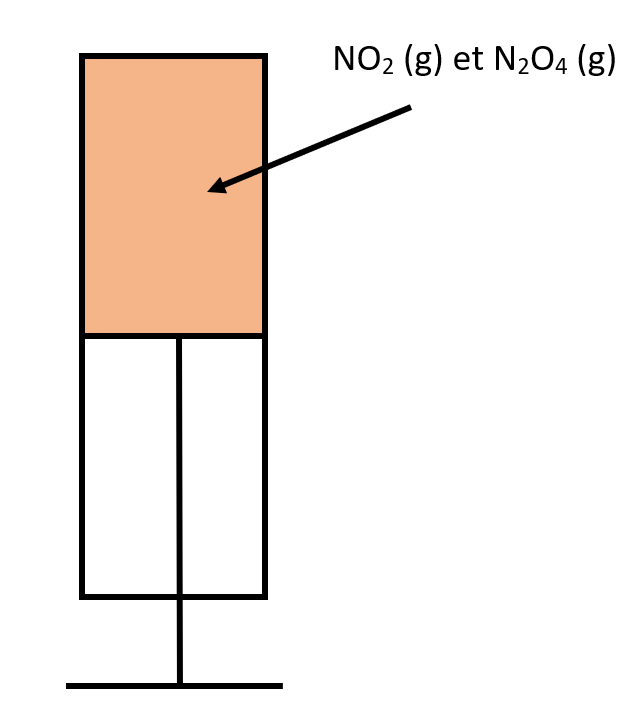 NO₂ (g) et N₂O₄ (g)